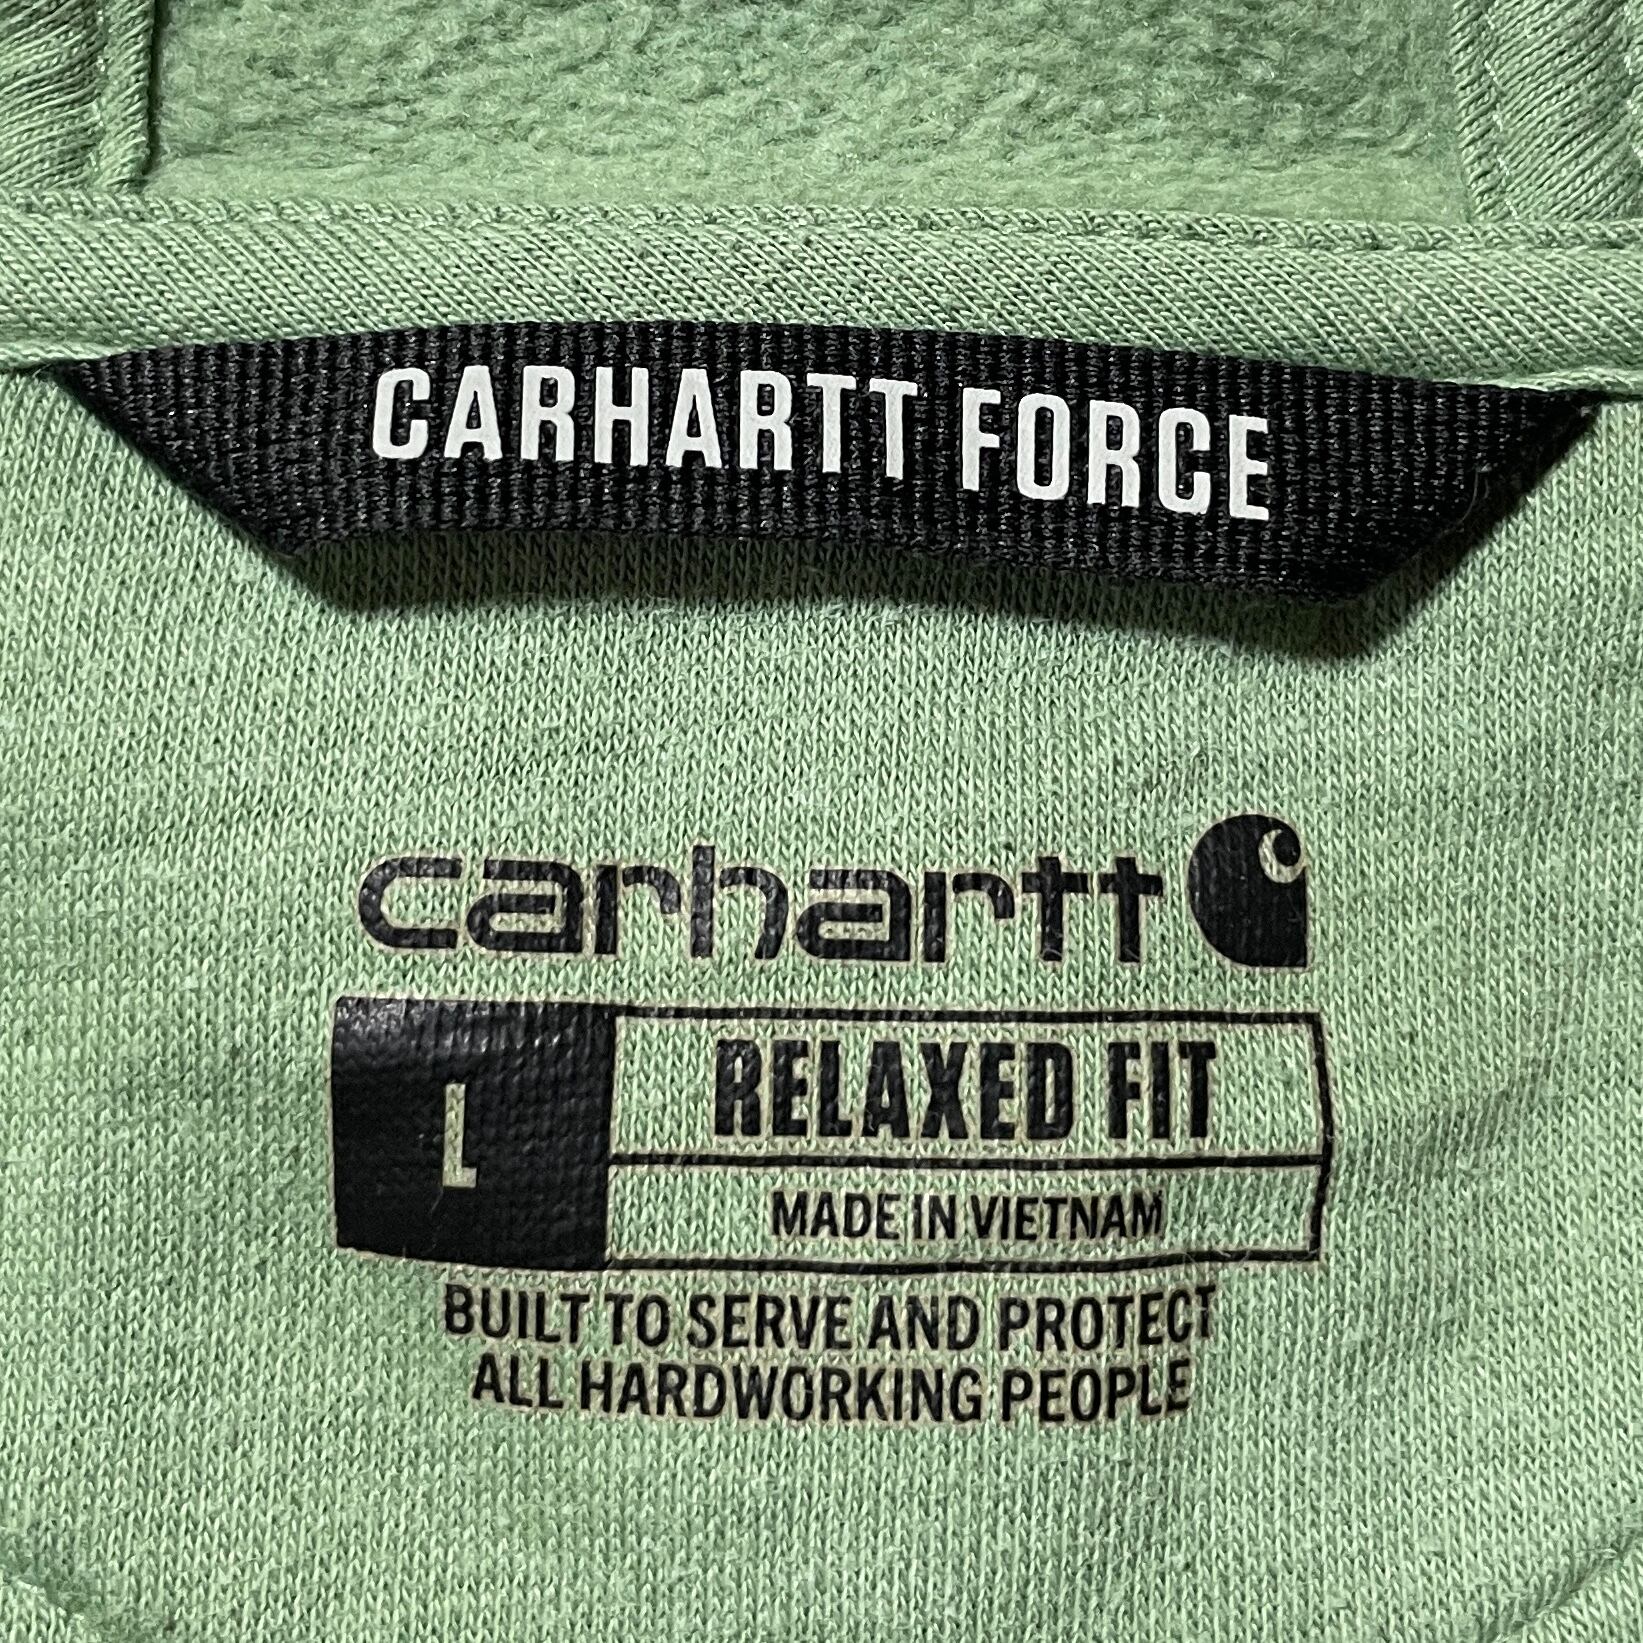 CARHARTT FORCE
carhartt
L
RELAXED FIT
MADE IN VIETNAM
BUILT TO SERVE AND PROTECT
ALL HARDWORKING PEOPLE